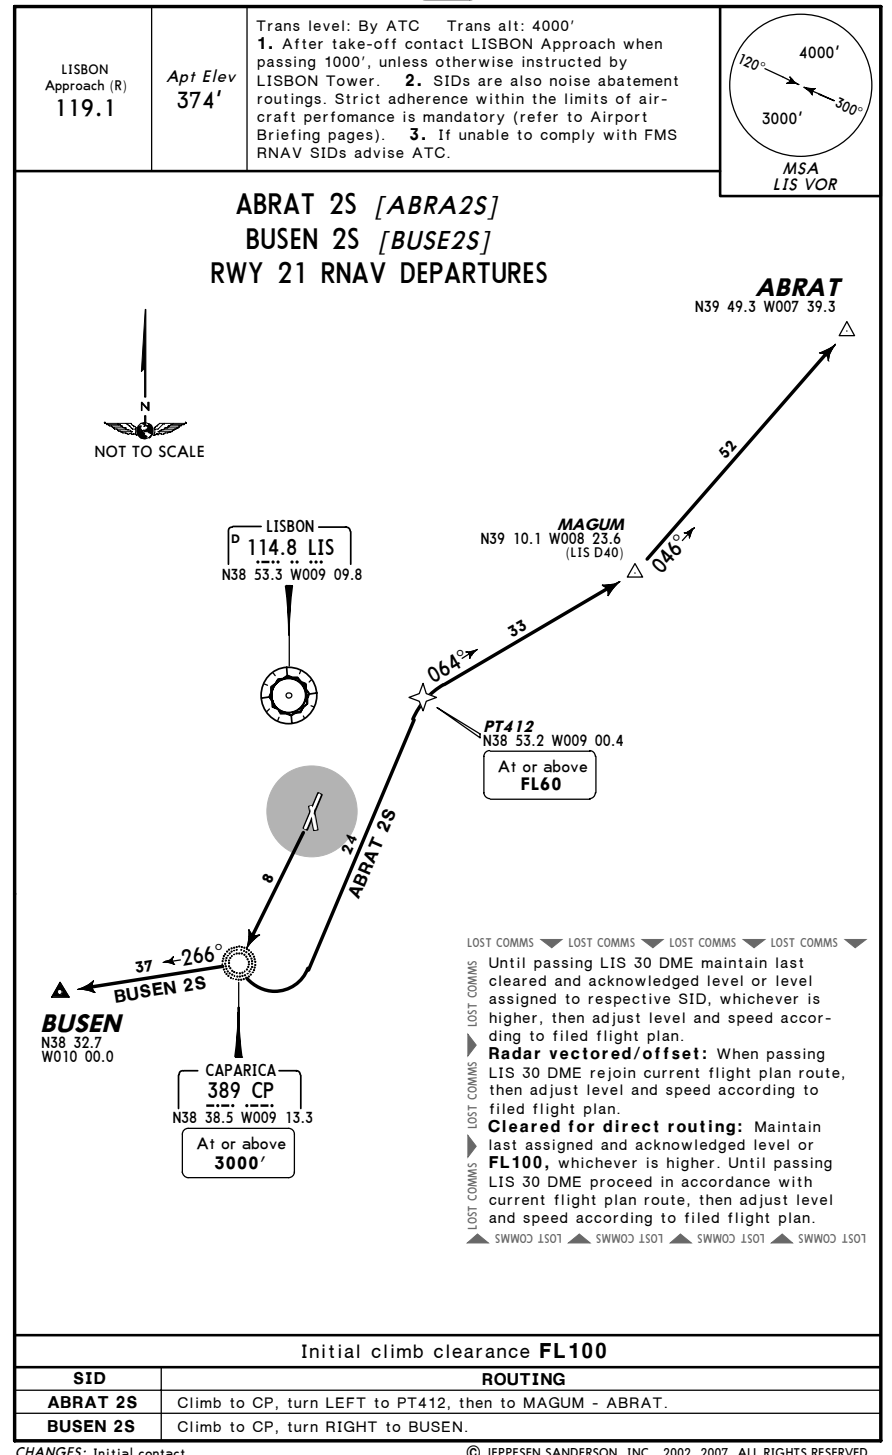 LISBON
Approach (R)
119.1
Apt Elev
374'
Trans level: By ATC Trans alt: 4000'
1. After take-off contact LISBON Approach when
passing 1000', unless otherwise instructed by
LISBON Tower. 2. SIDs are also noise abatement
routings. Strict adherence within the limits of air-
craft perfomance is mandatory (refer to Airport
Briefing pages). 3. If unable to comply with FMS
RNAV SIDs advise ATC.
120°
4000'
300°
3000'
MSA
LIS VOR
ABRAT 2S [ABRA2S]
BUSEN 2S [BUSE2S]
RWY 21 RNAV DEPARTURES
ABRAT
N39 49.3 W007 39.3
N
NOT TO SCALE
52
LISBON
D 114.8 LIS
N38 53.3 W009 09.8
MAGUM
N39 10.1 W008 23.6
(LIS D40)
046°
33
064°
PT412
N38 53.2 W009 00.4
At or above
FL60
24
ABRAT 2S
8
266°
37
BUSEN 2S
BUSEN
N38 32.7
W010 00.0
CAPARICA
389 CP
N38 38.5 W009 13.3
At or above
3000'
LOST COMMS LOST COMMS LOST COMMS LOST COMMS
LOST COMMS
LOST COMMS
LOST COMMS
Until passing LIS 30 DME maintain last
cleared and acknowledged level or level
assigned to respective SID, whichever is
higher, then adjust level and speed accor-
ding to filed flight plan.
Radar vectored/offset: When passing
LIS 30 DME rejoin current flight plan route,
then adjust level and speed according to
filed flight plan.
Cleared for direct routing: Maintain
last assigned and acknowledged level or
FL100, whichever is higher. Until passing
LIS 30 DME proceed in accordance with
current flight plan route, then adjust level
and speed according to filed flight plan.
LOST COMMS LOST COMMS LOST COMMS LOST COMMS
Initial climb clearance FL100
SID ROUTING
ABRAT 2S Climb to CP, turn LEFT to PT412, then to MAGUM - ABRAT.
BUSEN 2S Climb to CP, turn RIGHT to BUSEN.
CHANGES: Initial contact.
© JEPPESEN SANDERSON, INC., 2002, 2007. ALL RIGHTS RESERVED.